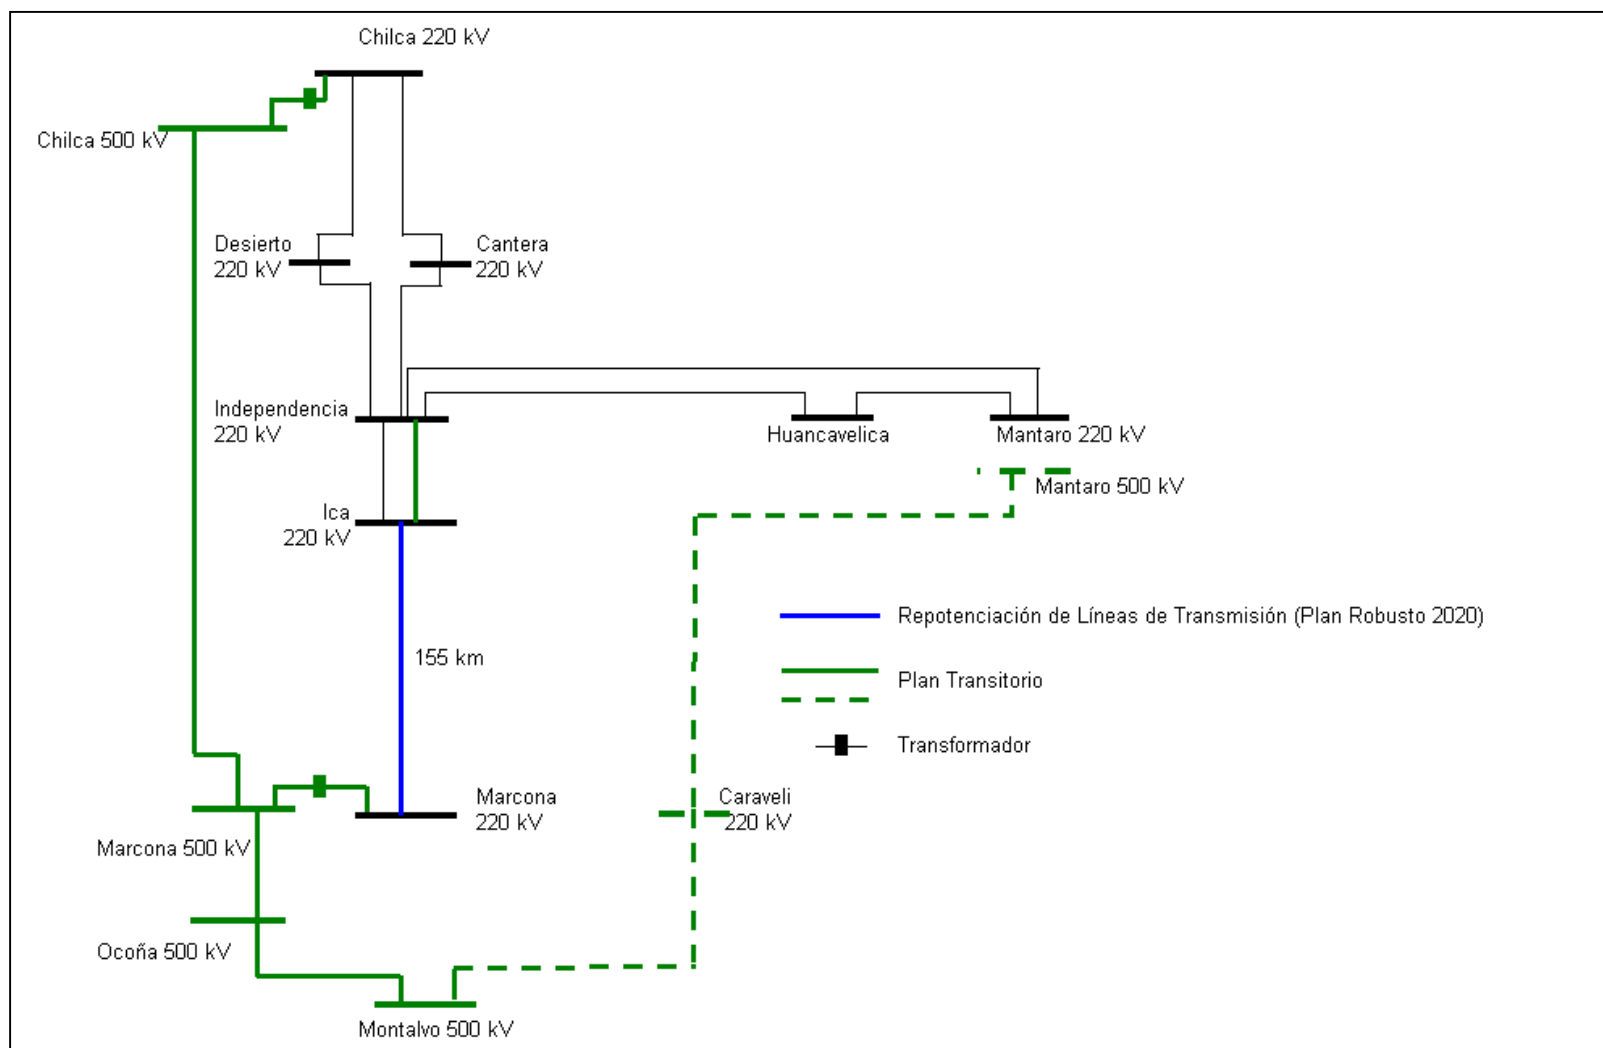 Chilca 220 kV
Chilca 500 kV
Desierto
220 kV
Cantera
220 kV
Independencia
220 kV
Huancavelica
Mantaro 220 kV
Mantaro 500 kV
Ica
220 kV
Repotenciación de Líneas de Transmisión (Plan Robusto 2020)
155 km
Plan Transitorio
Transformador
Marcona
220 kV
Caraveli
220 kV
Marcona 500 kV
Ocoña 500 kV
Montalvo 500 kV